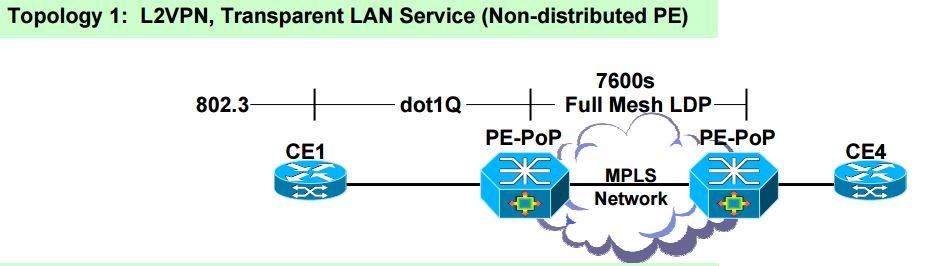 Topology 1: L2VPN, Transparent LAN Service (Non-distributed PE)
7600s
802.3 dot1Q Full Mesh LDP
PE-PoP PE-PoP
CE1 CE4
MPLS
Network